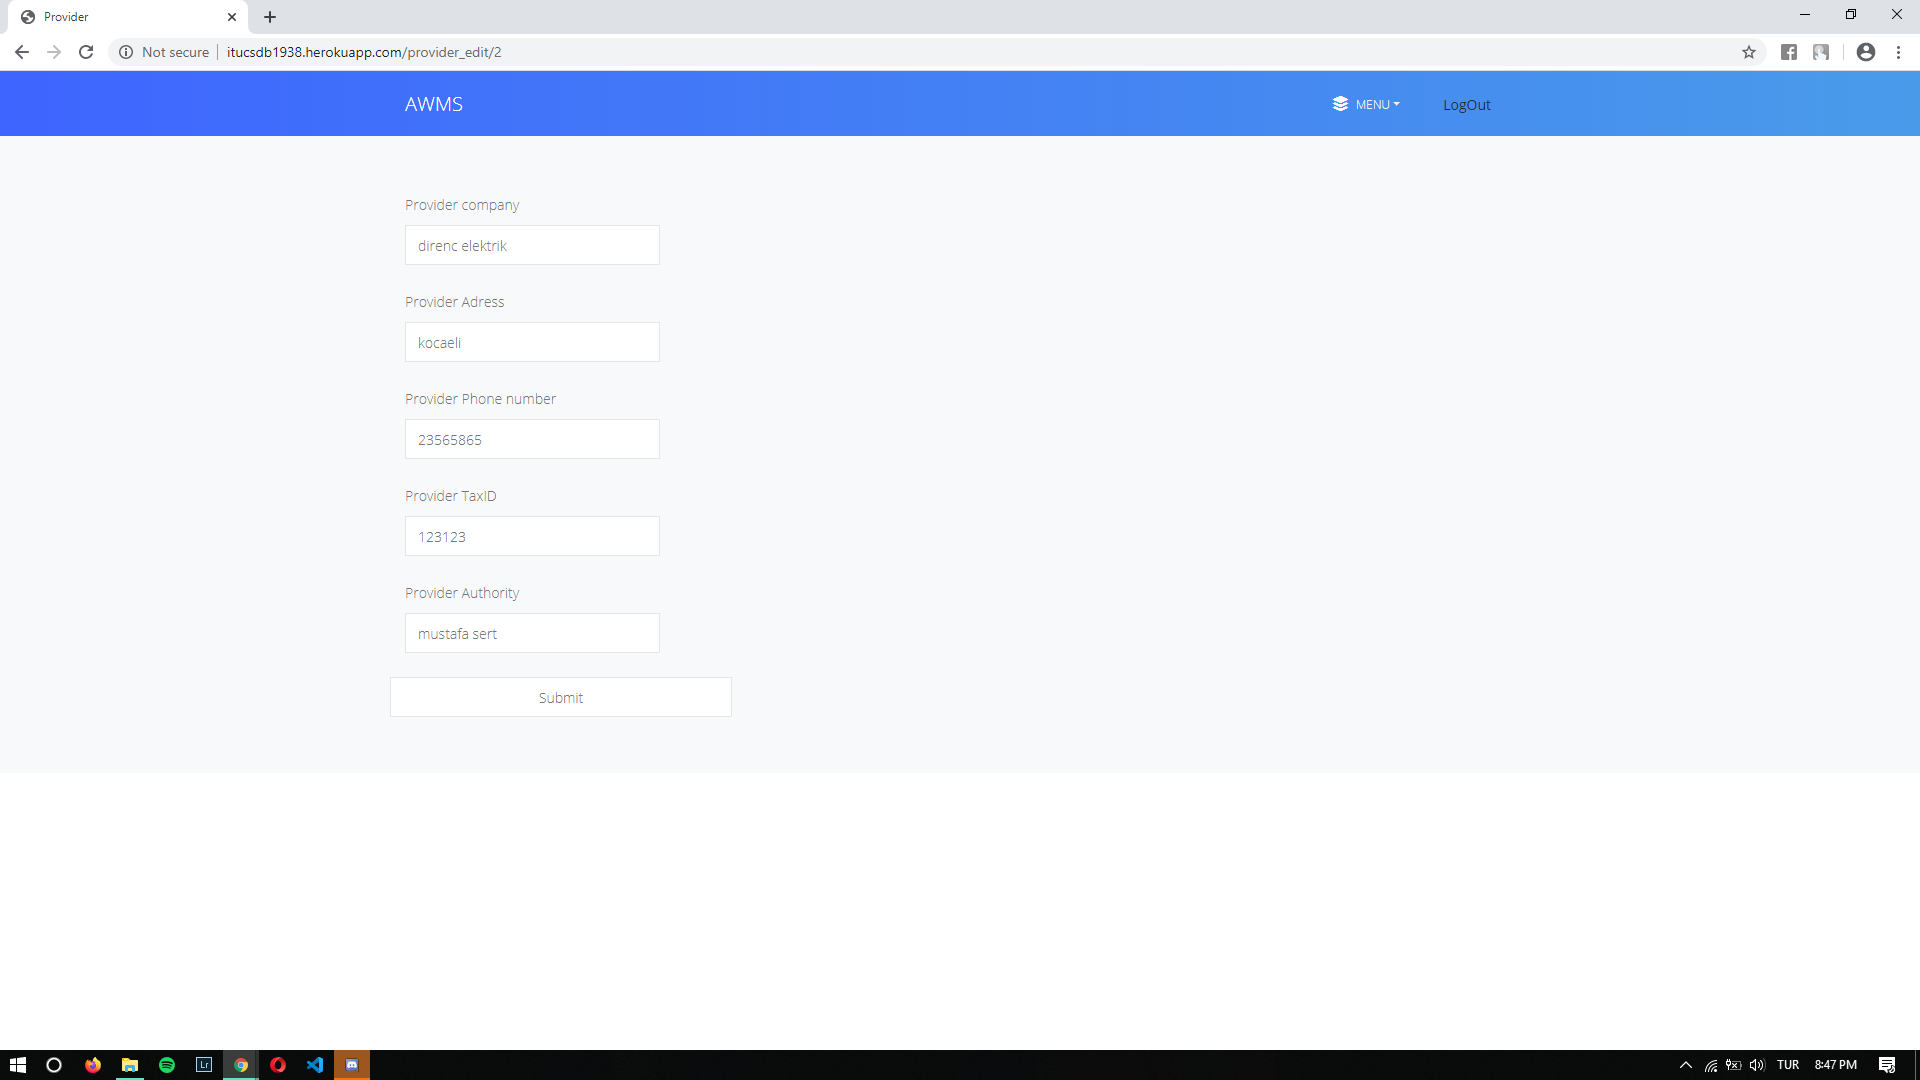 Provider
Not secure
itucsdb1938.herokuapp.com/provider_edit/2
AWMS
MENU
LogOut
Provider company
direnc elektrik
Provider Adress
kocaeli
Provider Phone number
23565865
Provider TaxID
123123
Provider Authority
mustafa sert
Submit
Lr
TUR
8:47 PM